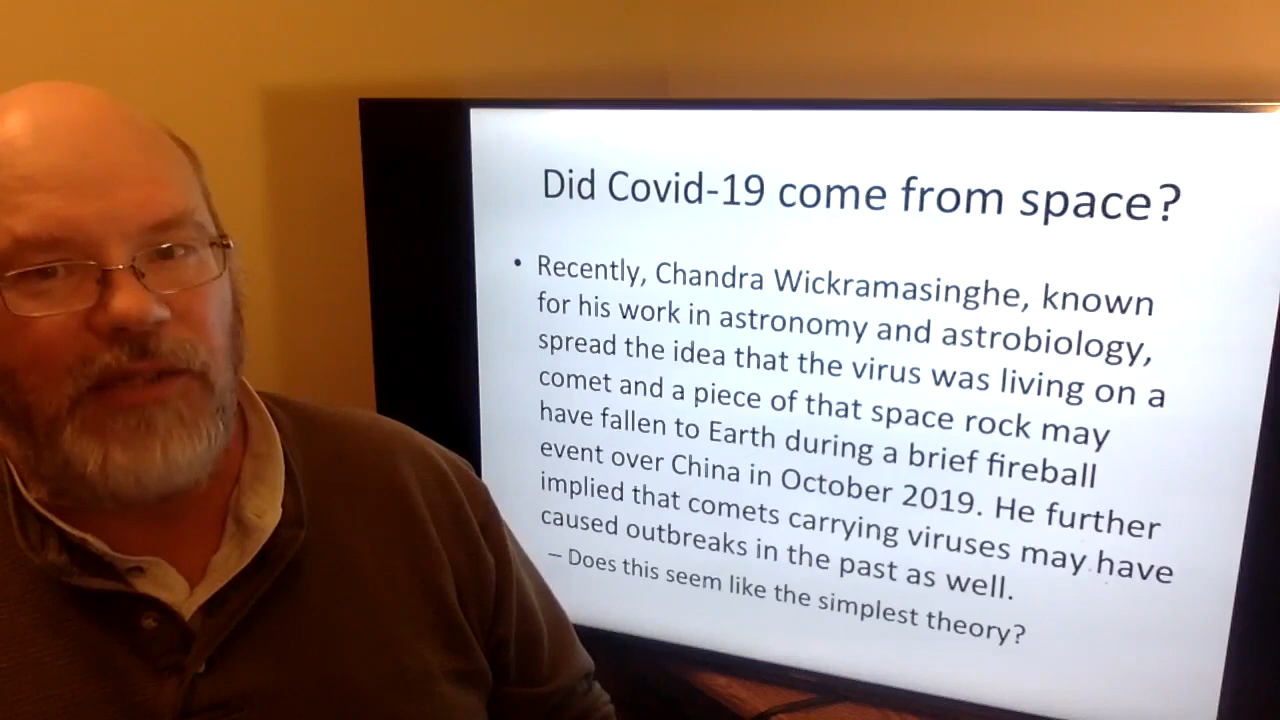 Did Covid-19 come from space?
• Recently, Chandra Wickramasinghe, known
for his work in astronomy and astrobiology,
spread the idea that the virus was living on a
comet and a piece of that space rock may
have fallen to Earth during a brief fireball
event over China in October 2019. He further
implied that comets carrying viruses may have
caused outbreaks in the past as well.
– Does this seem like the simplest theory?